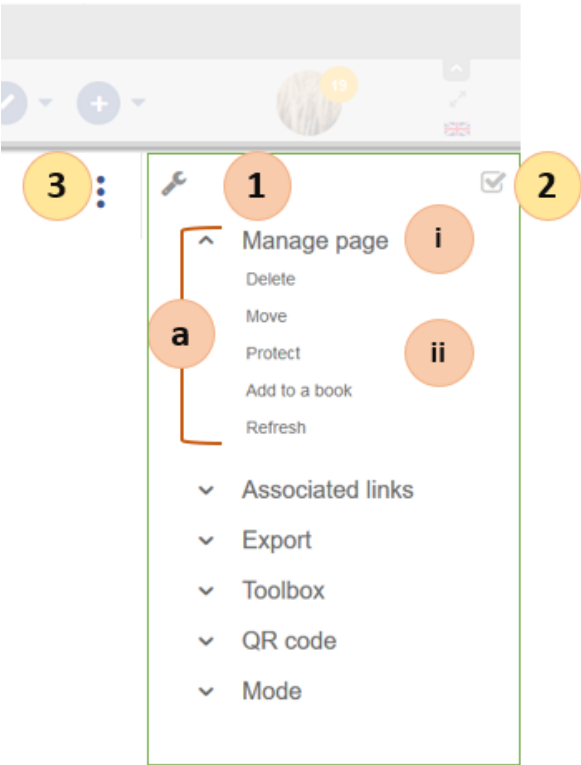 19
3
1
2
Manage page
i
Delete
Move
a
Protect
ii
Add to a book
Refresh
Associated links
Export
Toolbox
QR code
Mode